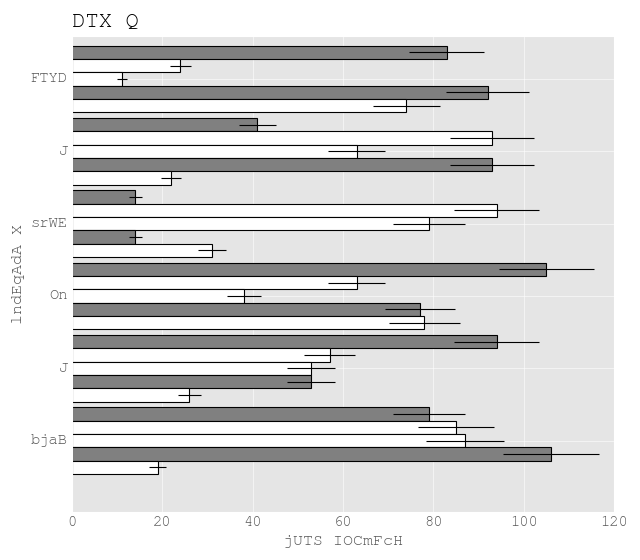 DTX Q
FTYD
J
srWE
On
J
bjaB
lndEqAdA X
0 20 40 60 80 100 120
jUTS IOCmFcH